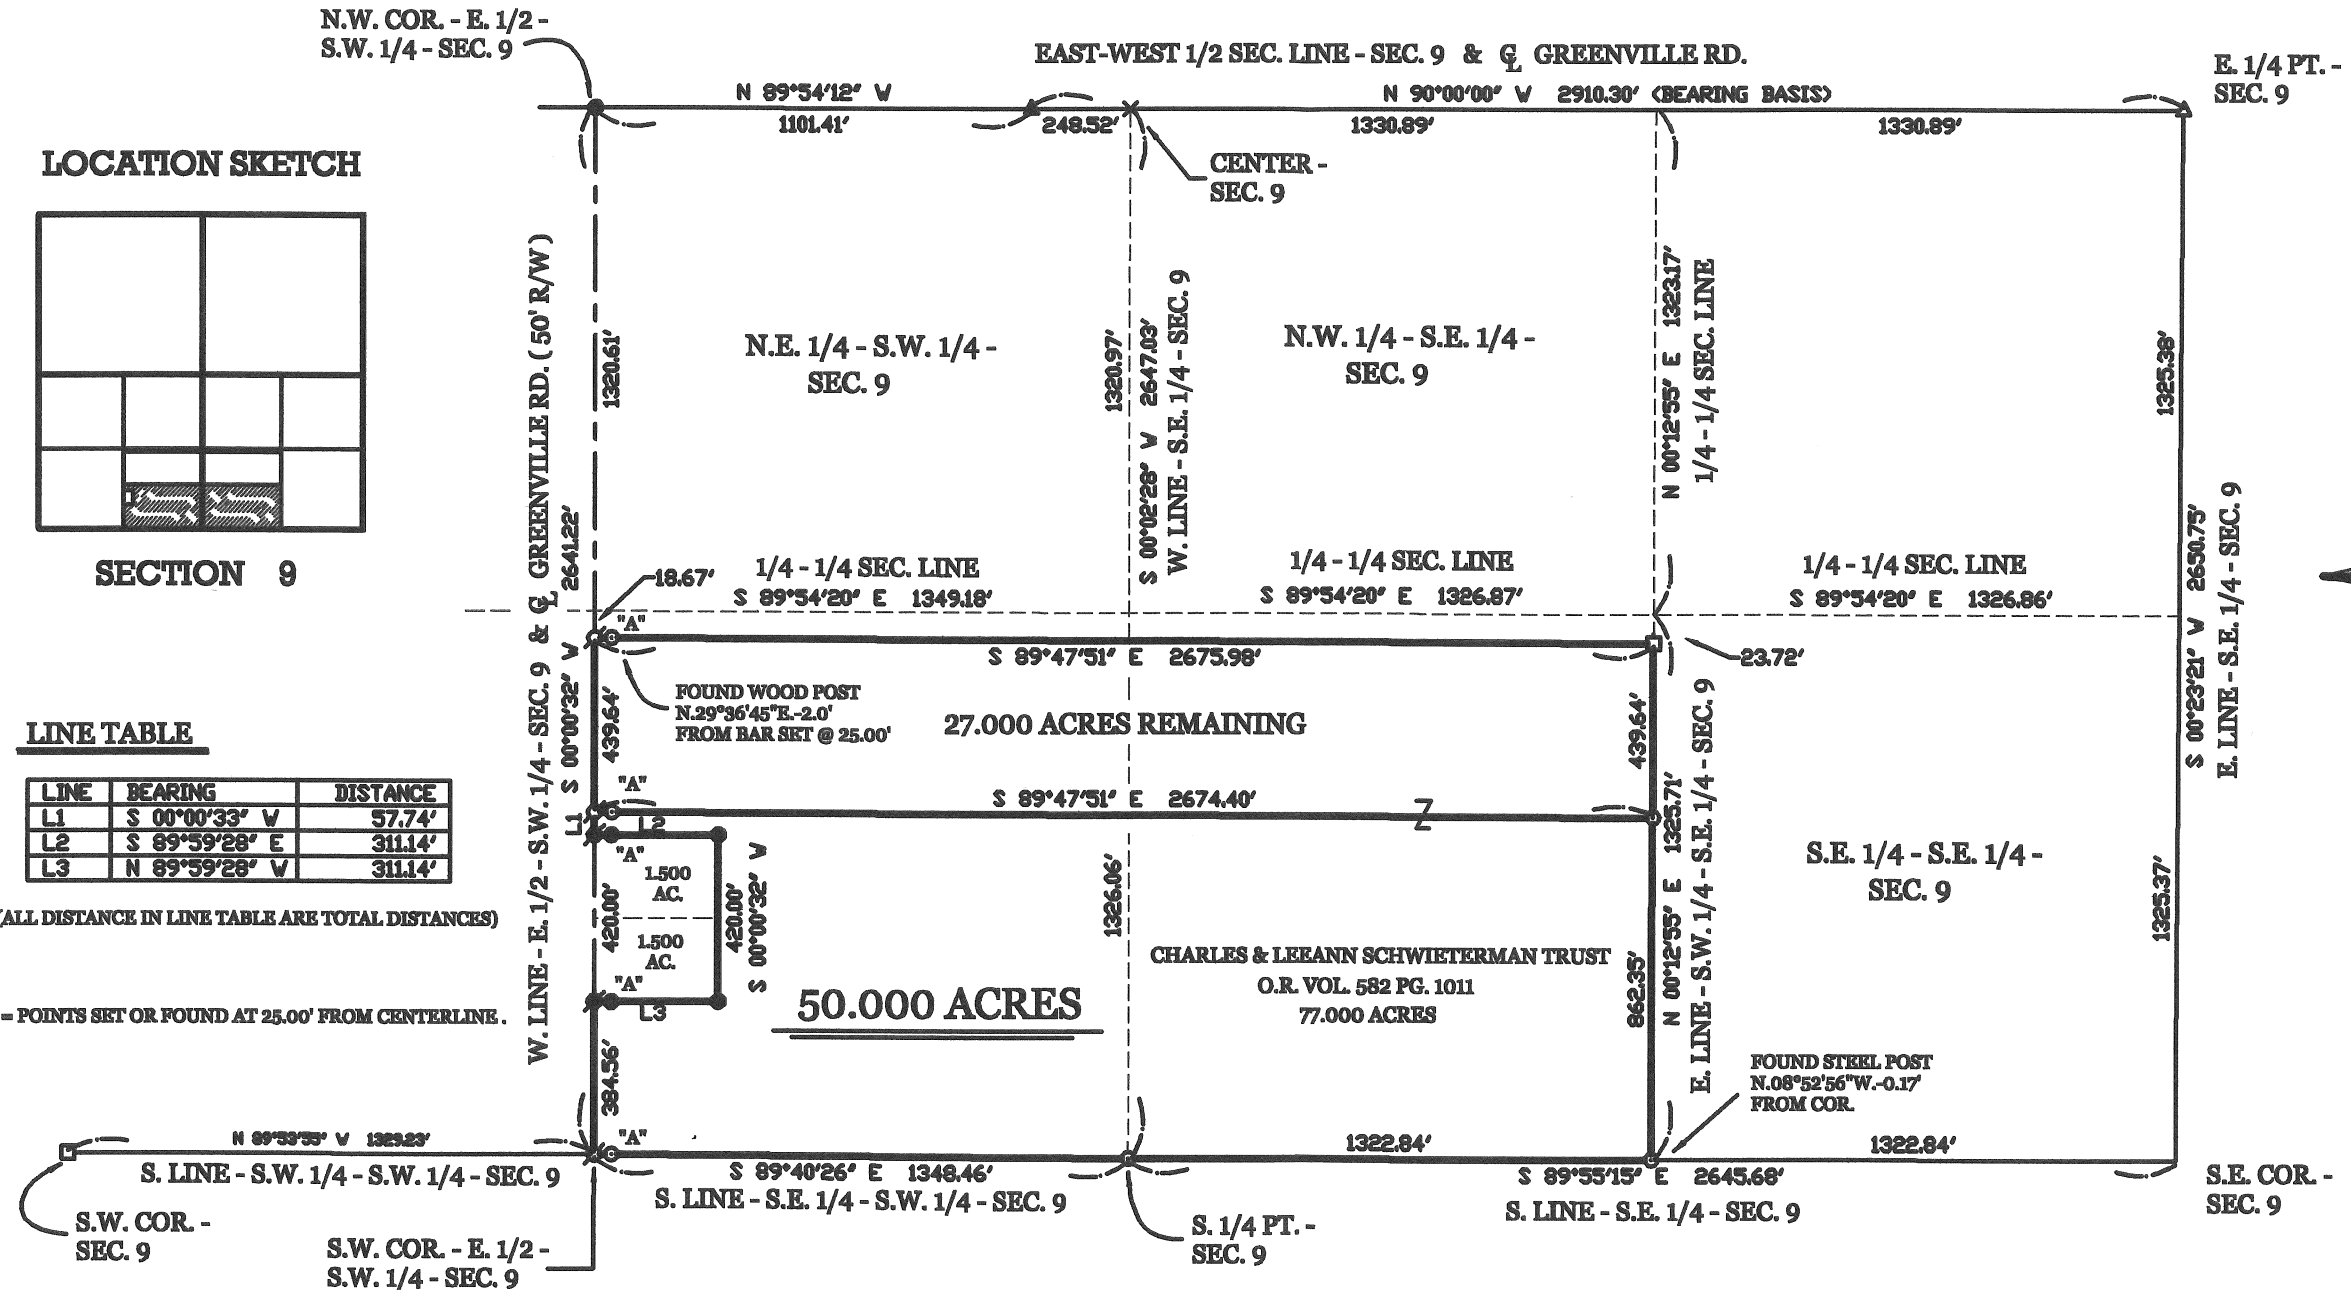 N.W. COR. - E. 1/2 -
S.W. 1/4 - SEC. 9
EAST-WEST 1/2 SEC. LINE - SEC. 9 & ℄ GREENVILLE RD.
E. 1/4 PT. -
SEC. 9
N 89°54'12" W
N 90°00'00" W 2910.30' (BEARING BASIS)
1101.41'
248.52'
1330.89'
1330.89'
CENTER -
SEC. 9
LOCATION SKETCH
SECTION 9
W. LINE - E. 1/2 - S.W. 1/4 - SEC. 9 & ℄ GREENVILLE RD. ( 50' R/W)
S 00°00'32" W 2641.22'
1320.61'
N.E. 1/4 - S.W. 1/4 -
SEC. 9
1320.97'
S 00°02'28" W 2647.03'
W. LINE - S.E. 1/4 - SEC. 9
N.W. 1/4 - S.E. 1/4 -
SEC. 9
N 00°12'55" E 1323.17'
1/4 - 1/4 SEC. LINE
1325.38'
S 00°23'21" W 2650.75'
E. LINE - S.E. 1/4 - SEC. 9
18.67'
1/4 - 1/4 SEC. LINE
S 89°54'20" E 1349.18'
1/4 - 1/4 SEC. LINE
S 89°54'20" E 1326.87'
1/4 - 1/4 SEC. LINE
S 89°54'20" E 1326.86'
"A"
S 89°47'51" E 2675.98'
23.72'
FOUND WOOD POST
N.29°36'45"E.-2.0'
FROM BAR SET @ 25.00'
439.64'
27.000 ACRES REMAINING
439.64'
LINE TABLE
LINE BEARING DISTANCE
L1 S 00°00'33" W 57.74'
L2 S 89°59'28" E 311.14'
L3 N 89°59'28" W 311.14'
(ALL DISTANCE IN LINE TABLE ARE TOTAL DISTANCES)
= POINTS SET OR FOUND AT 25.00' FROM CENTERLINE .
"A"
S 89°47'51" E 2674.40'
Z
L1
L2
"A"
1.500
AC.
1.500
AC.
420.00'
420.00'
S 00°00'32" W
"A"
L3
1326.06'
50.000 ACRES
CHARLES & LEEANN SCHWIETERMAN TRUST
O.R. VOL. 582 PG. 1011
77.000 ACRES
862.35'
N 00°12'55" E 1325.71'
E. LINE - S.W. 1/4 - S.E. 1/4 - SEC. 9
S.E. 1/4 - S.E. 1/4 -
SEC. 9
1325.37'
FOUND STEEL POST
N.08°52'56"W.-0.17'
FROM COR.
384.56'
"A"
N 89°53'55" W 1329.23'
S. LINE - S.W. 1/4 - S.W. 1/4 - SEC. 9
S 89°40'26" E 1348.46'
S. LINE - S.E. 1/4 - S.W. 1/4 - SEC. 9
1322.84'
1322.84'
S 89°55'15" E 2645.68'
S. LINE - S.E. 1/4 - SEC. 9
S.W. COR. -
SEC. 9
S.W. COR. - E. 1/2 -
S.W. 1/4 - SEC. 9
S. 1/4 PT. -
SEC. 9
S.E. COR. -
SEC. 9